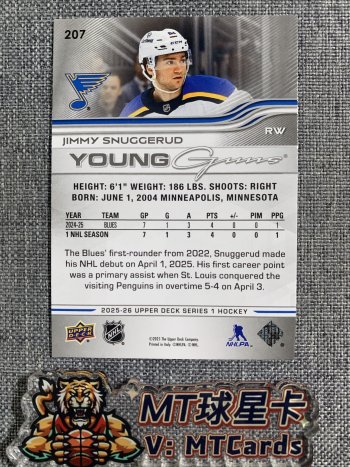 207
JIMMY SNUGGERUD
RW
YOUNG Guns
HEIGHT: 6'1" WEIGHT: 186 LBS. SHOOTS: RIGHT
BORN: JUNE 1, 2004 MINNEAPOLIS, MINNESOTA
YEAR TEAM GP G A PTS +/- PIM PPG
2024-25 BLUES 7 1 3 4 0 0 1
1 NHL SEASON 7 1 3 4 0 0 1
The Blues' first-rounder from 2022, Snuggerud made
his NHL debut on April 1, 2025. His first career point
was a primary assist when St. Louis conquered the
visiting Penguins in overtime 5-4 on April 3.
2025-26 UPPER DECK SERIES 1 HOCKEY
UPPER DECK
NHL
NHLPA
MT球星卡
V: MTCards